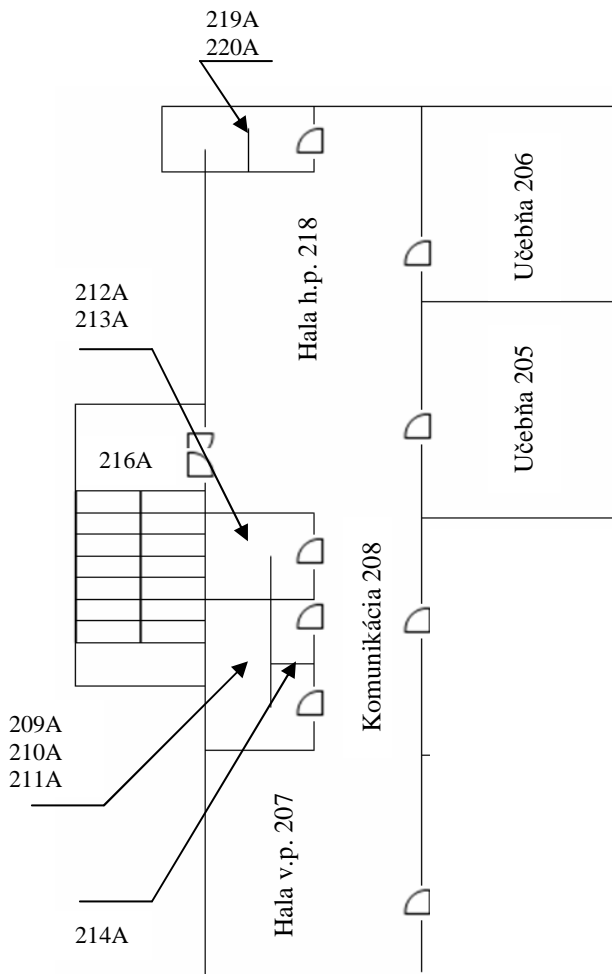 219A
220A
Učebňa 206
Hala h.p. 218
212A
213A
Učebňa 205
216A
Komunikácia 208
209A
210A
211A
Hala v.p. 207
214A